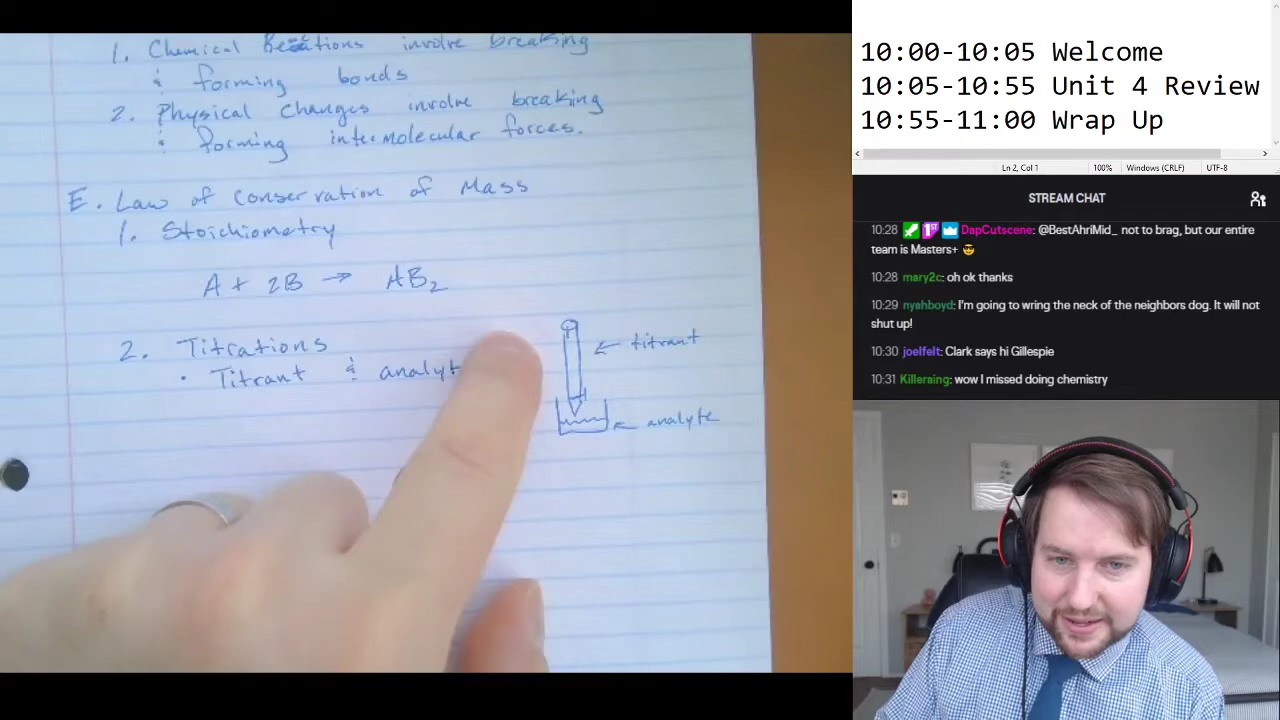 1. Chemical Reactions involve breaking
& forming bonds
2. Physical Changes involve breaking
& forming intermolecular forces.
E. Law of conservation of Mass
1. Stoichiometry
A + 2B → AB2
2. Titrations
• Titrant & analyt
← titrant
← analyte
10:00-10:05 Welcome
10:05-10:55 Unit 4 Review
10:55-11:00 Wrap Up
Ln 2, Col 1 100% Windows (CRLF) UTF-8
STREAM CHAT
10:28 1ST DapCutscene: @BestAhriMid_ not to brag, but our entire
team is Masters+ 😎
10:28 mary2c: oh ok thanks
10:29 nyahboyd: I'm going to wring the neck of the neighbors dog. It will not
shut up!
10:30 joelfelt: Clark says hi Gillespie
10:31 Killeraing: wow I missed doing chemistry